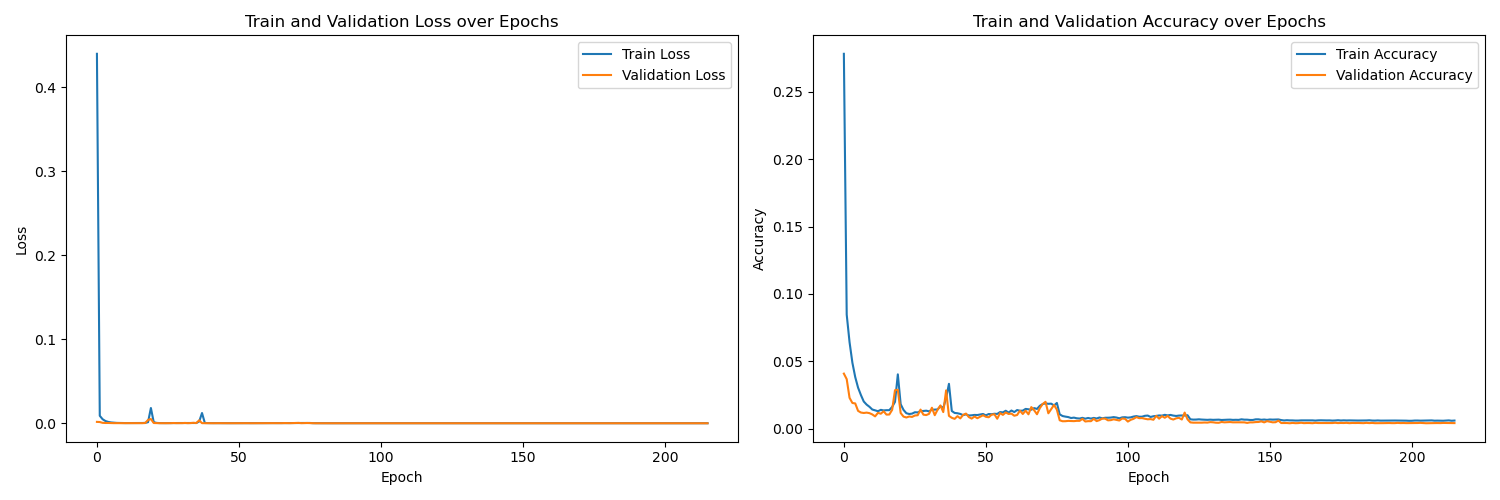 Train and Validation Loss over Epochs
Train Loss
Validation Loss
0.4
0.3
0.2
0.1
0.0
Loss
0 50 100 150 200
Epoch
Train and Validation Accuracy over Epochs
Train Accuracy
Validation Accuracy
0.25
0.20
0.15
0.10
0.05
0.00
Accuracy
0 50 100 150 200
Epoch